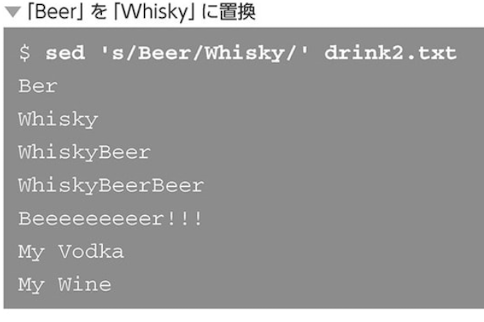 ▼「Beer」を「Whisky」に置換
$ sed 's/Beer/Whisky/' drink2.txt
Ber
Whisky
WhiskyBeer
WhiskyBeerBeer
Beeeeeeeeer!!!
My Vodka
My Wine